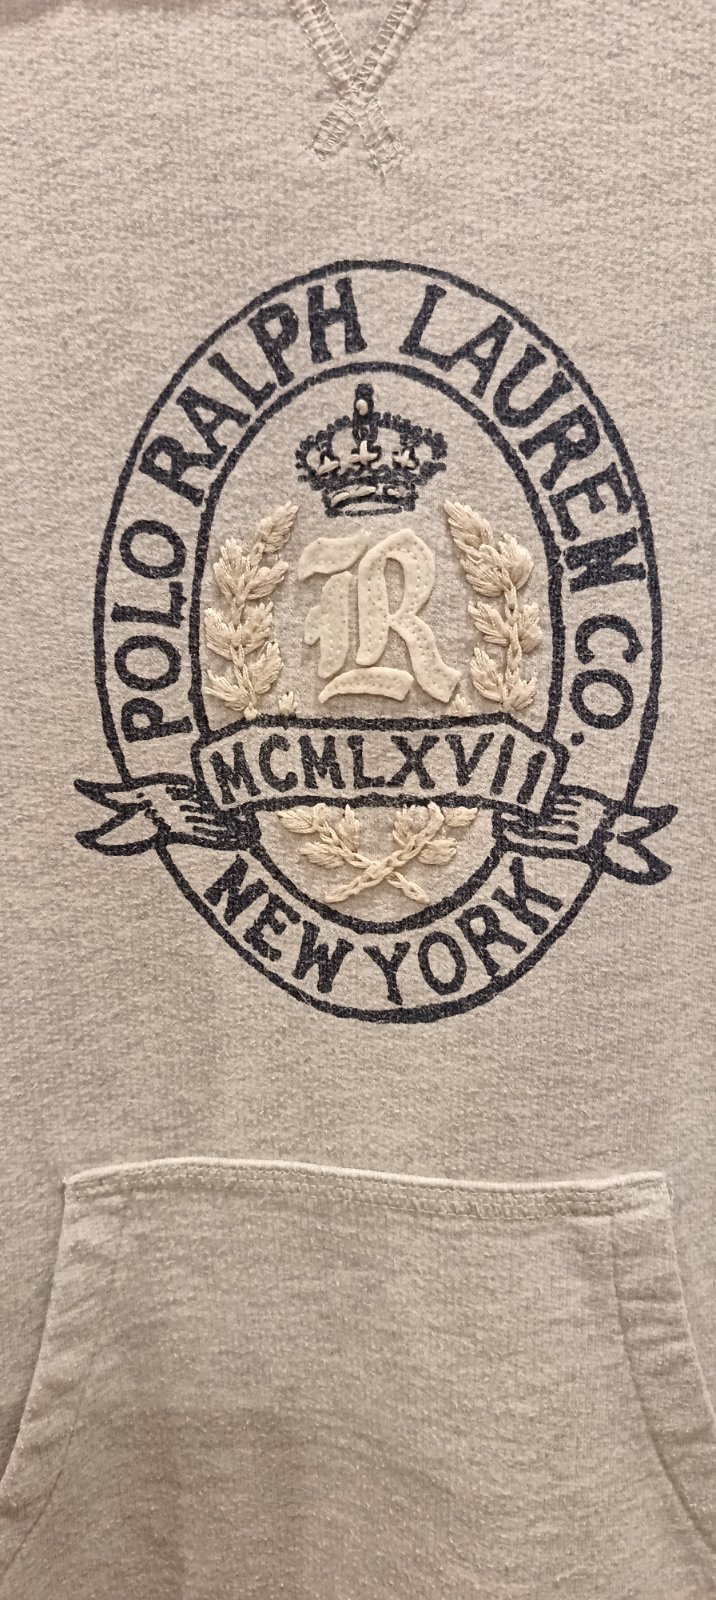 POLO RALPH LAUREN CO.
R
MCMLXVII
NEW YORK